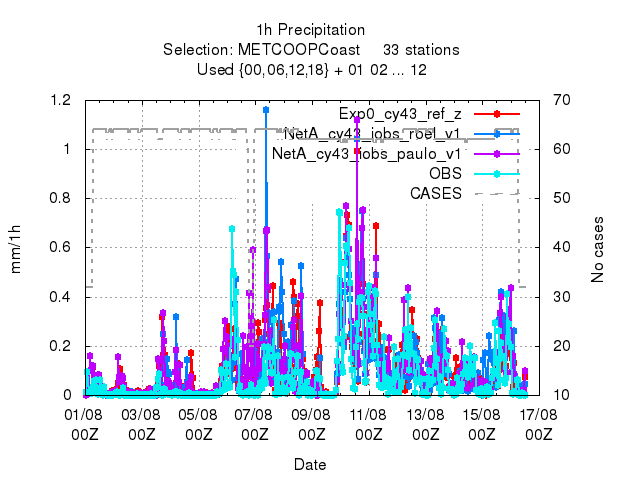 1h Precipitation
Selection: METCOOPCoast 33 stations
Used {00,06,12,18} + 01 02 ... 12
mm/1h
No cases
1.2
1
0.8
0.6
0.4
0.2
0
70
60
50
40
30
20
10
Exp0_cy43_ref_z
NetA_cy43_iobs_roel_v1
NetA_cy43_iobs_paulo_v1
OBS
CASES
01/08 03/08 05/08 07/08 09/08 11/08 13/08 15/08 17/08
00Z 00Z 00Z 00Z 00Z 00Z 00Z 00Z 00Z
Date